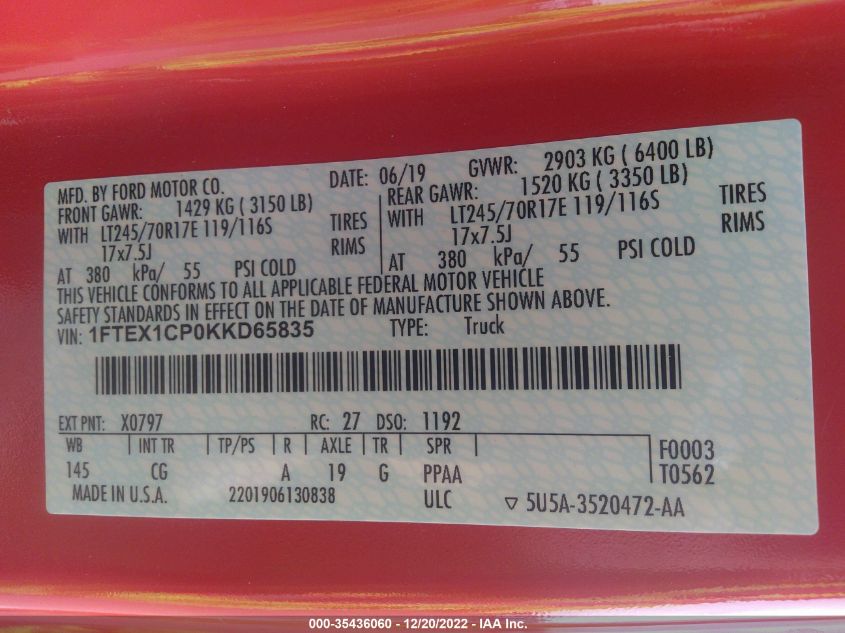 MFD. BY FORD MOTOR CO. DATE: 06/19 GVWR: 2903 KG ( 6400 LB)
FRONT GAWR: 1429 KG ( 3150 LB) REAR GAWR: 1520 KG ( 3350 LB)
WITH LT245/70R17E 119/116S TIRES WITH LT245/70R17E 119/116S TIRES
17x7.5J RIMS 17x7.5J RIMS
AT 380 kPa/ 55 PSI COLD AT 380 kPa/ 55 PSI COLD
THIS VEHICLE CONFORMS TO ALL APPLICABLE FEDERAL MOTOR VEHICLE
SAFETY STANDARDS IN EFFECT ON THE DATE OF MANUFACTURE SHOWN ABOVE.
VIN: 1FTEX1CP0KKD65835 TYPE: Truck
EXT PNT: X0797 RC: 27 DSO: 1192
WB INT TR TP/PS R AXLE TR SPR F0003
145 CG A 19 G PPAA T0562
MADE IN U.S.A. 2201906130838 ULC ▽ 5U5A-3520472-AA
000-35436060 - 12/20/2022 - IAA Inc.